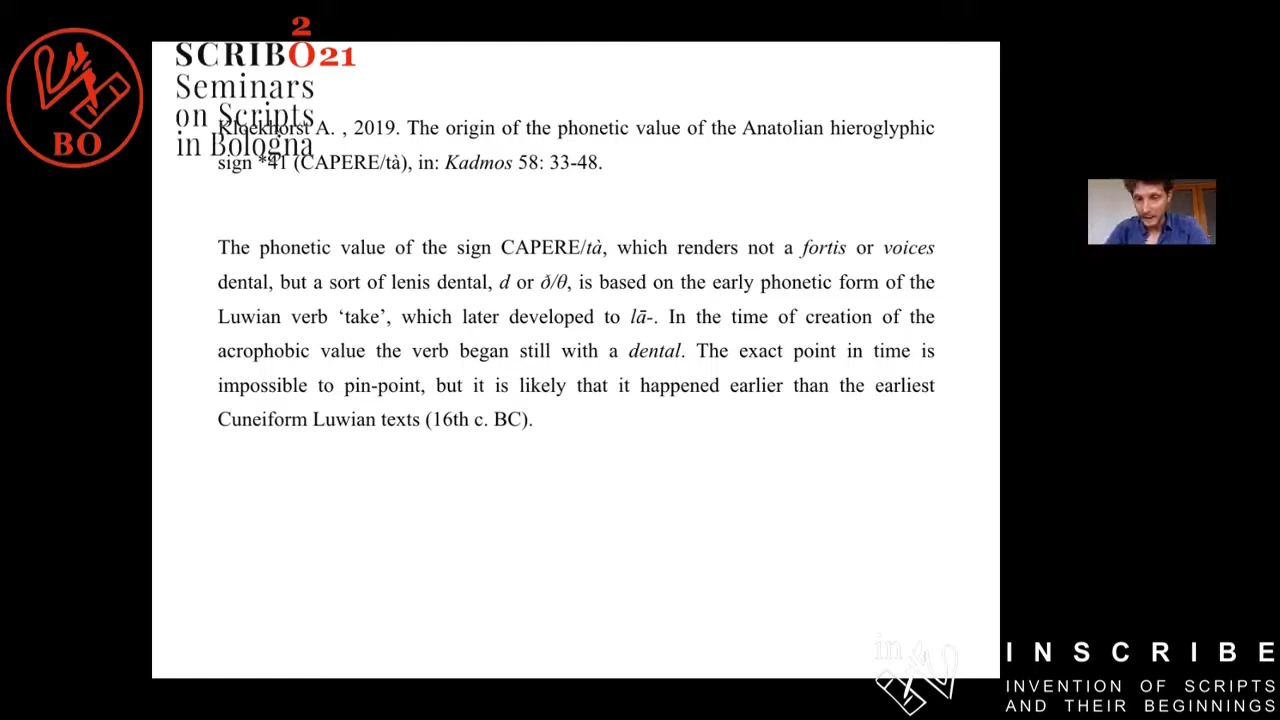 2
SCRIBO21
Seminars
on Scripts
in Bologna
BO
Kloekhorst A. , 2019. The origin of the phonetic value of the Anatolian hieroglyphic
sign *41 (CAPERE/tà), in: Kadmos 58: 33-48.
The phonetic value of the sign CAPERE/tà, which renders not a fortis or voices
dental, but a sort of lenis dental, d or ð/θ, is based on the early phonetic form of the
Luwian verb ‘take’, which later developed to lā-. In the time of creation of the
acrophobic value the verb began still with a dental. The exact point in time is
impossible to pin-point, but it is likely that it happened earlier than the earliest
Cuneiform Luwian texts (16th c. BC).
in
INSCRIBE
INVENTION OF SCRIPTS
AND THEIR BEGINNINGS